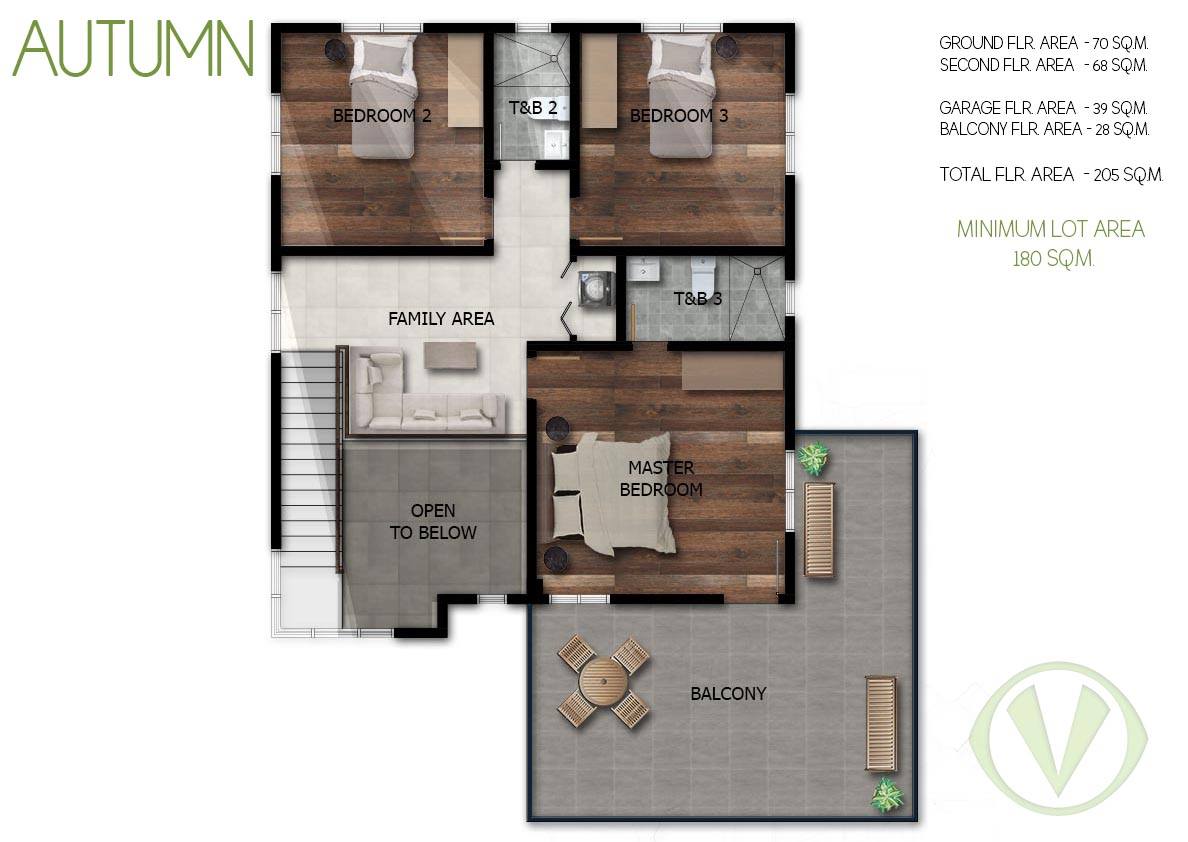 AUTUMN
GROUND FLR. AREA - 70 SQ.M.
SECOND FLR. AREA - 68 SQ.M.
GARAGE FLR. AREA - 39 SQ.M.
BALCONY FLR. AREA - 28 SQ.M.
TOTAL FLR. AREA - 205 SQ.M.
MINIMUM LOT AREA
180 SQ.M.
BEDROOM 2
T&B 2
BEDROOM 3
T&B 3
FAMILY AREA
MASTER
BEDROOM
OPEN
TO BELOW
BALCONY